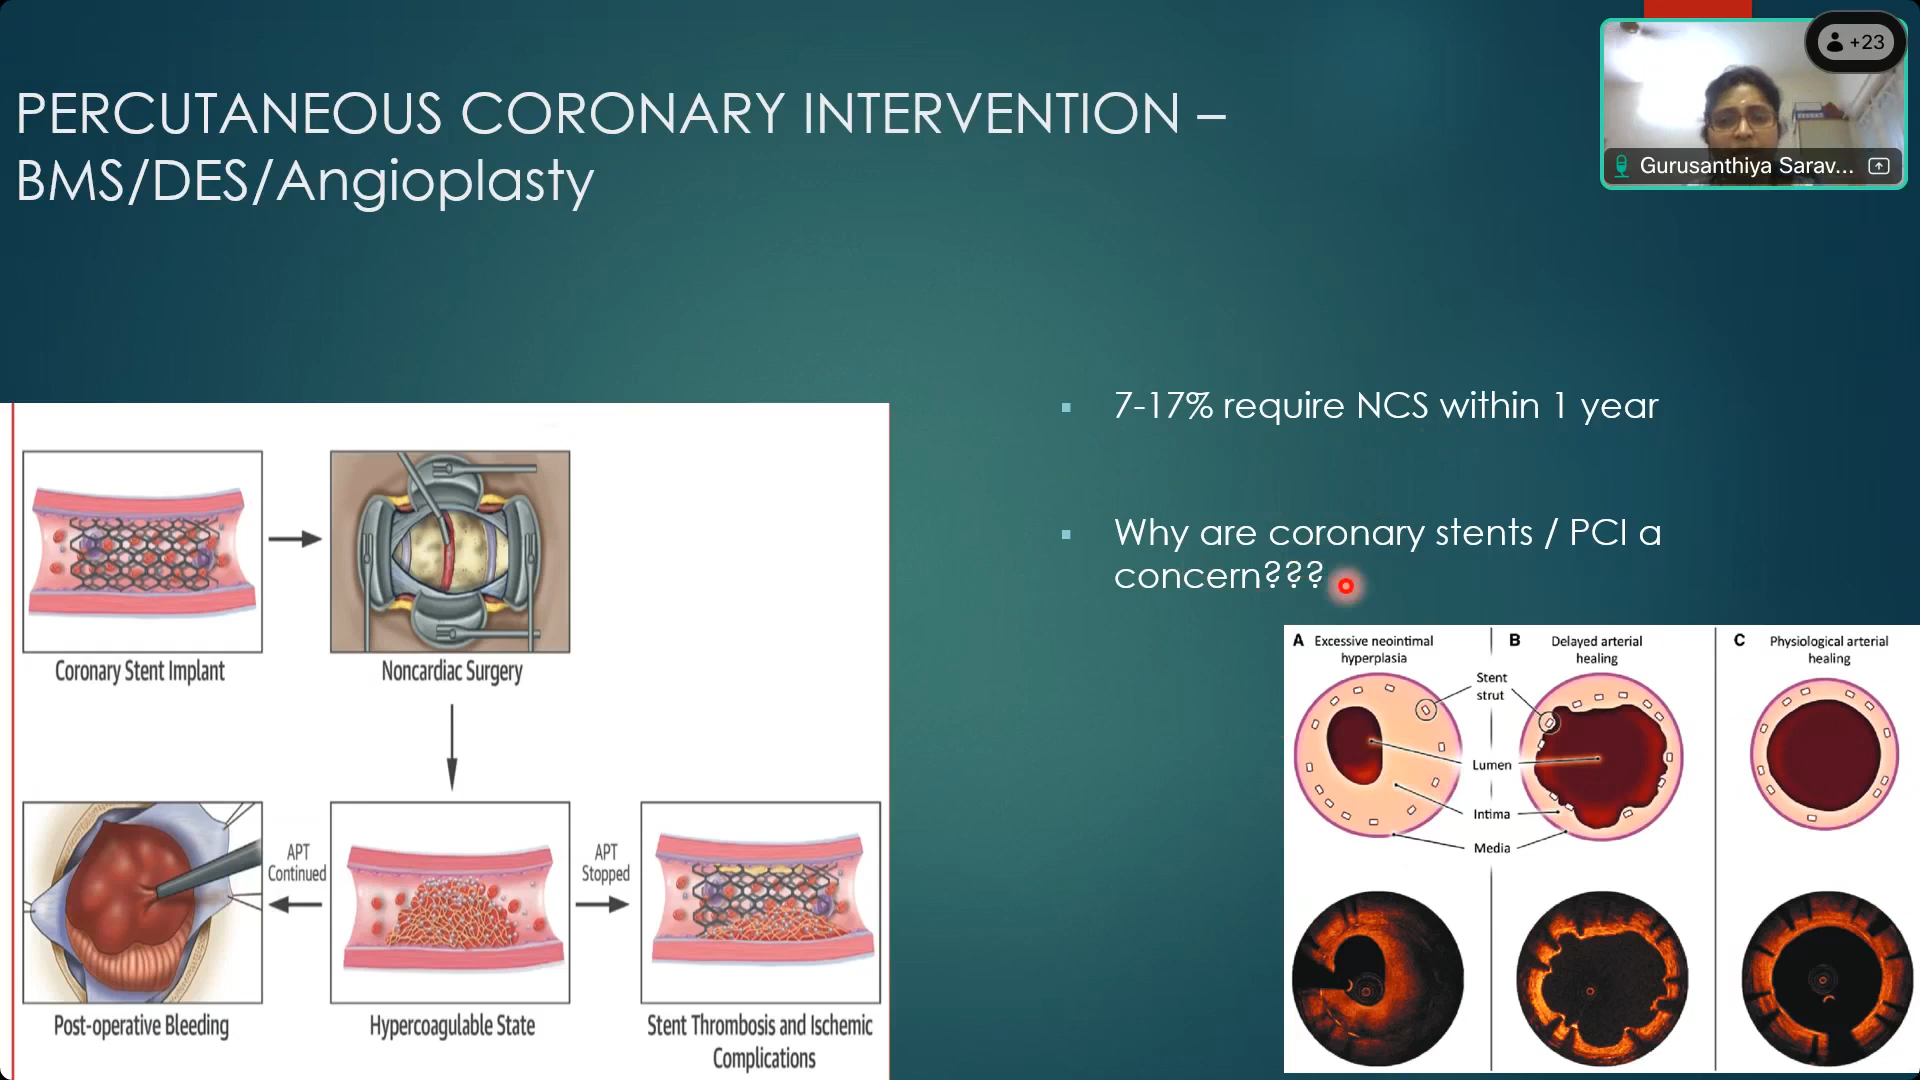 PERCUTANEOUS CORONARY INTERVENTION –
BMS/DES/Angioplasty
+23
Gurusanthiya Sarav...
7-17% require NCS within 1 year
Why are coronary stents / PCI a
concern???
Coronary Stent Implant
Noncardiac Surgery
APT
Continued
APT
Stopped
Post-operative Bleeding
Hypercoagulable State
Stent Thrombosis and Ischemic
Complications
A Excessive neointimal
hyperplasia
B Delayed arterial
healing
C Physiological arterial
healing
Stent
strut
Lumen
Intima
Media